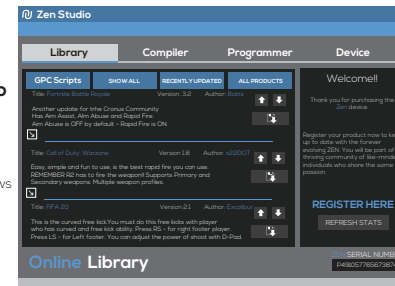 Zen Studio
Library Compiler Programmer Device
GPC Scripts SHOW ALL RECENTLY UPDATED ALL PRODUCTS
Title: Fortnite Battle Royale Version: 3.2 Author: Batts
Another update for trhe Cronus Community
Has Aim Assist, Aim Abuse and Rapid Fire.
Aim Abuse is OFF by default - Rapid Fire is ON.
Title: Call of Duty: Warzone Version:1.8 Author: s22DOT
Easy, simple and fun to use, is the best rapid fire you can use.
REMEMBER R2 has to fire the weapon!! Supports Primary and
Secondary weapons. Multiple weapon profiles.
Title: FIFA 20 Version:2.1 Author: Excalibur
This is the curved free kick.You must do this free kicks with player
who has curved and free kick ability. Press RS - for right footer player.
Press LS - for Left footer. You can adjust the power of shoot with D-Pad.
Online Library
Welcome!!
Thank you for purchasing the
Zen device.
Register your product now to ke
up to date with the forever
evolving ZEN. You will be part of
thriving community of like-minde
individuals who share the same
passion.
REGISTER HERE
REFRESH STATS
ZEN SERIAL NUMB
ws